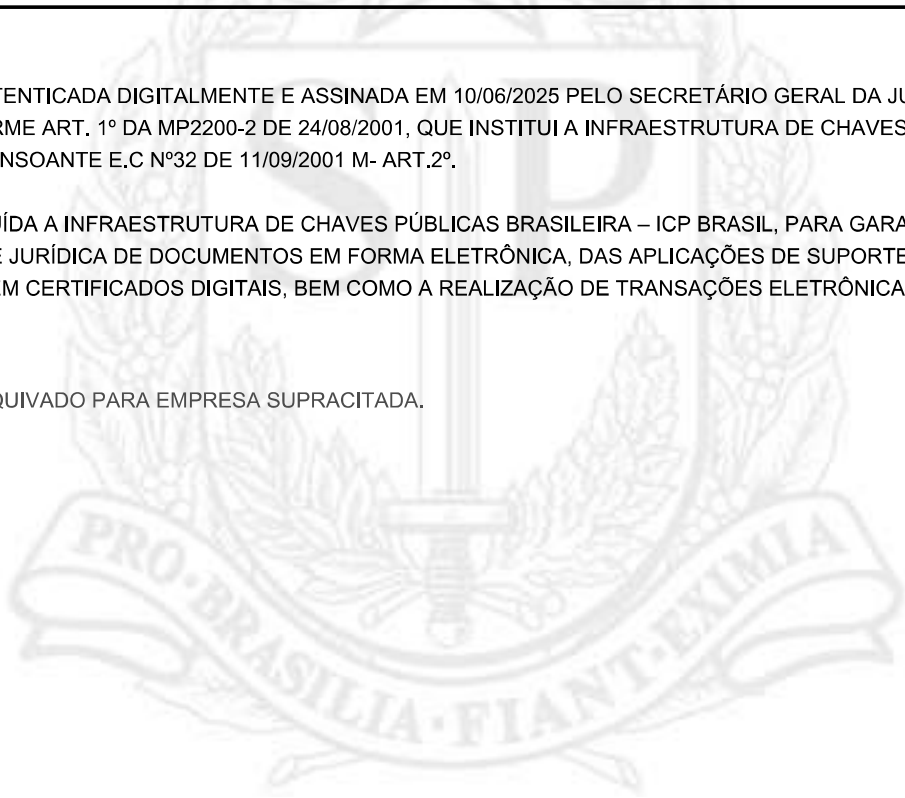 TENTICADA DIGITALMENTE E ASSINADA EM 10/06/2025 PELO SECRETÁRIO GERAL DA JU
RME ART. 1º DA MP2200-2 DE 24/08/2001, QUE INSTITUI A INFRAESTRUTURA DE CHAVES
NSOANTE E.C Nº32 DE 11/09/2001 M- ART.2º.
ÍDA A INFRAESTRUTURA DE CHAVES PÚBLICAS BRASILEIRA – ICP BRASIL, PARA GARA
E JURÍDICA DE DOCUMENTOS EM FORMA ELETRÔNICA, DAS APLICAÇÕES DE SUPORTE
EM CERTIFICADOS DIGITAIS, BEM COMO A REALIZAÇÃO DE TRANSAÇÕES ELETRÔNICA
QUIVADO PARA EMPRESA SUPRACITADA.
SP
PRO·BRASILIA·FIANT·EXIMIA